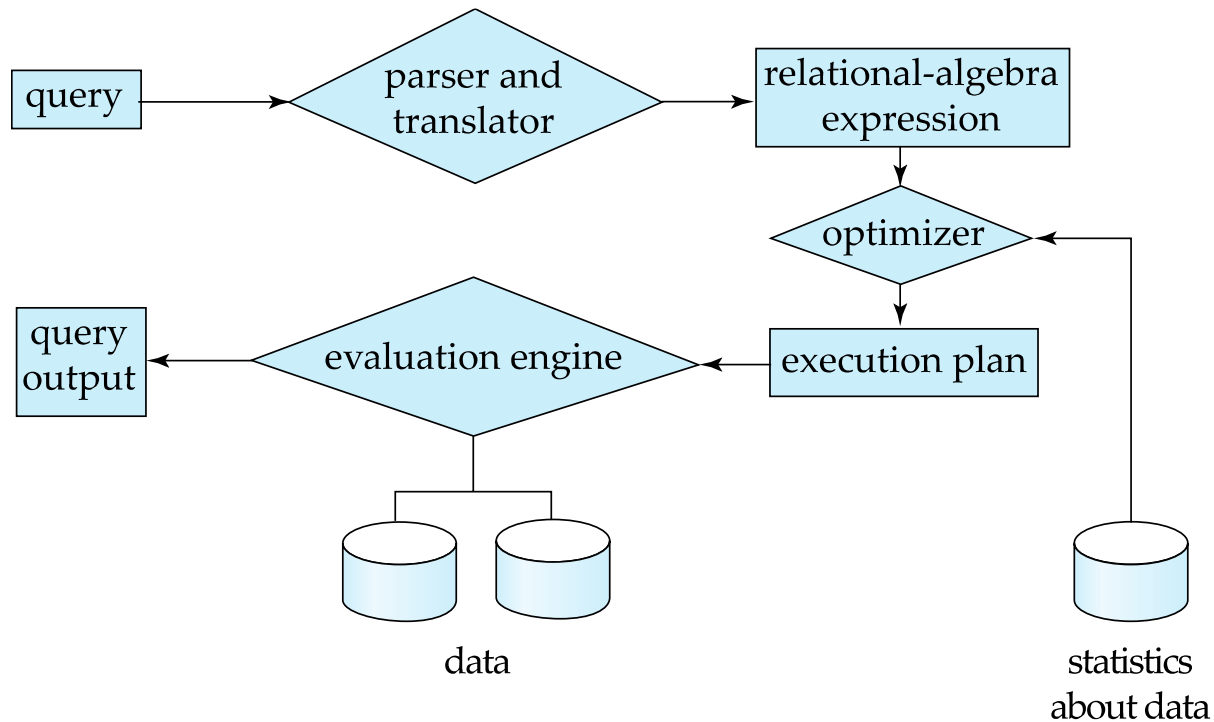 query
parser and
translator
relational-algebra
expression
optimizer
query
output
evaluation engine
execution plan
data
statistics
about data